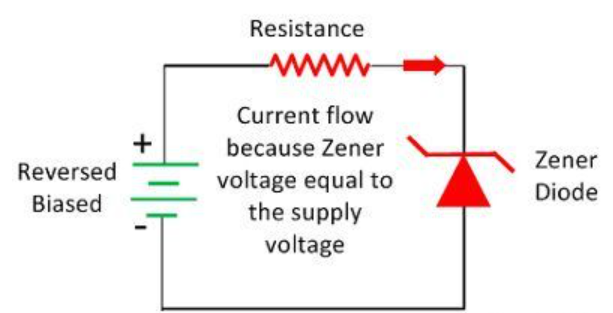 Resistance
Current flow
because Zener
voltage equal to
the supply
voltage
+
Reversed
Biased
-
Zener
Diode